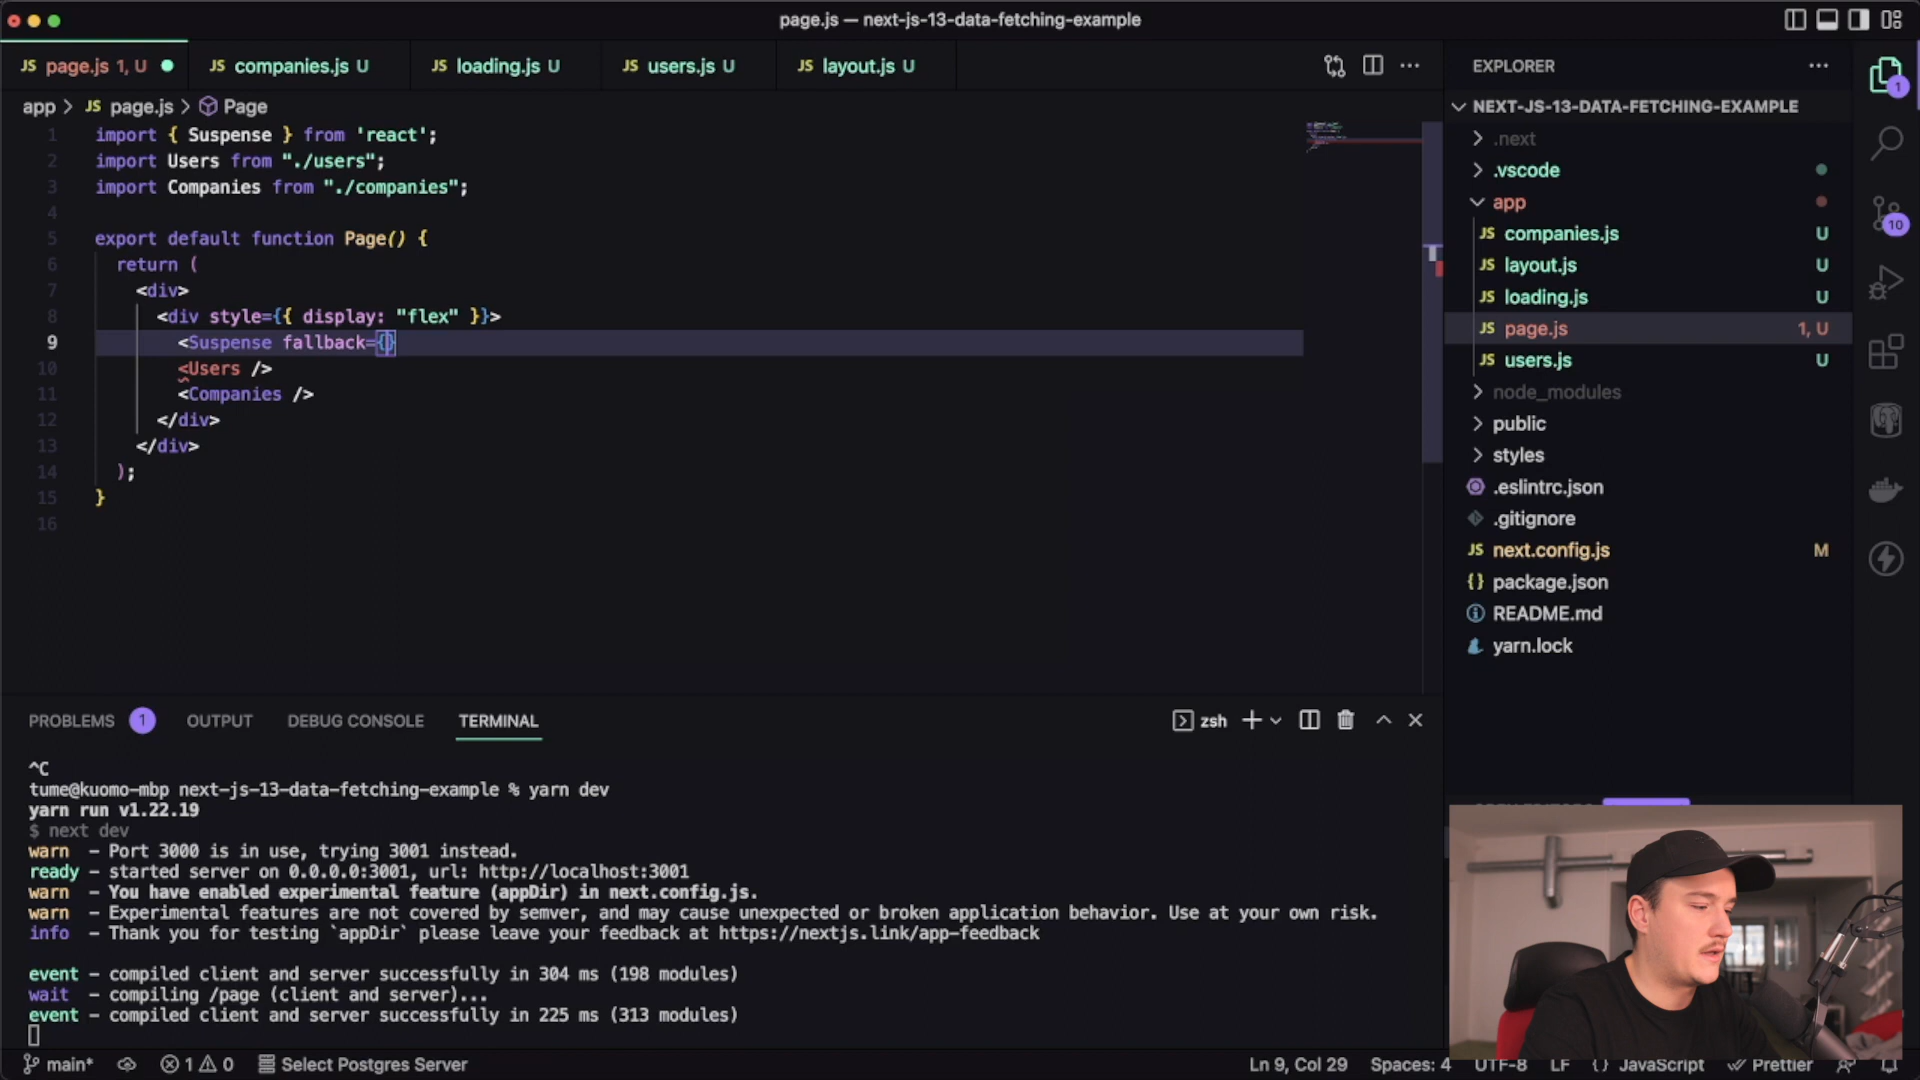 page.js — next-js-13-data-fetching-example
JS page.js 1, U
JS companies.js U
JS loading.js U
JS users.js U
JS layout.js U
app > JS page.js > Page
1 import { Suspense } from 'react';
2 import Users from "./users";
3 import Companies from "./companies";
4
5 export default function Page() {
6 return (
7 <div>
8 <div style={{ display: "flex" }}>
9 <Suspense fallback={}
10 <Users />
11 <Companies />
12 </div>
13 </div>
14 );
15 }
16
EXPLORER
NEXT-JS-13-DATA-FETCHING-EXAMPLE
.next
.vscode
app
JS companies.js U
JS layout.js U
JS loading.js U
JS page.js 1, U
JS users.js U
node_modules
public
styles
.eslintrc.json
.gitignore
JS next.config.js M
{} package.json
README.md
yarn.lock
1
10
PROBLEMS 1
OUTPUT
DEBUG CONSOLE
TERMINAL
zsh
^C
tume@kuomo-mbp next-js-13-data-fetching-example % yarn dev
yarn run v1.22.19
$ next dev
warn - Port 3000 is in use, trying 3001 instead.
ready - started server on 0.0.0.0:3001, url: http://localhost:3001
warn - You have enabled experimental feature (appDir) in next.config.js.
warn - Experimental features are not covered by semver, and may cause unexpected or broken application behavior. Use at your own risk.
info - Thank you for testing `appDir` please leave your feedback at https://nextjs.link/app-feedback
event - compiled client and server successfully in 304 ms (198 modules)
wait - compiling /page (client and server)...
event - compiled client and server successfully in 225 ms (313 modules)
main*
1
0
Select Postgres Server
Ln 9, Col 29
Spaces: 4
UTF-8
LF
{} JavaScript
Prettier